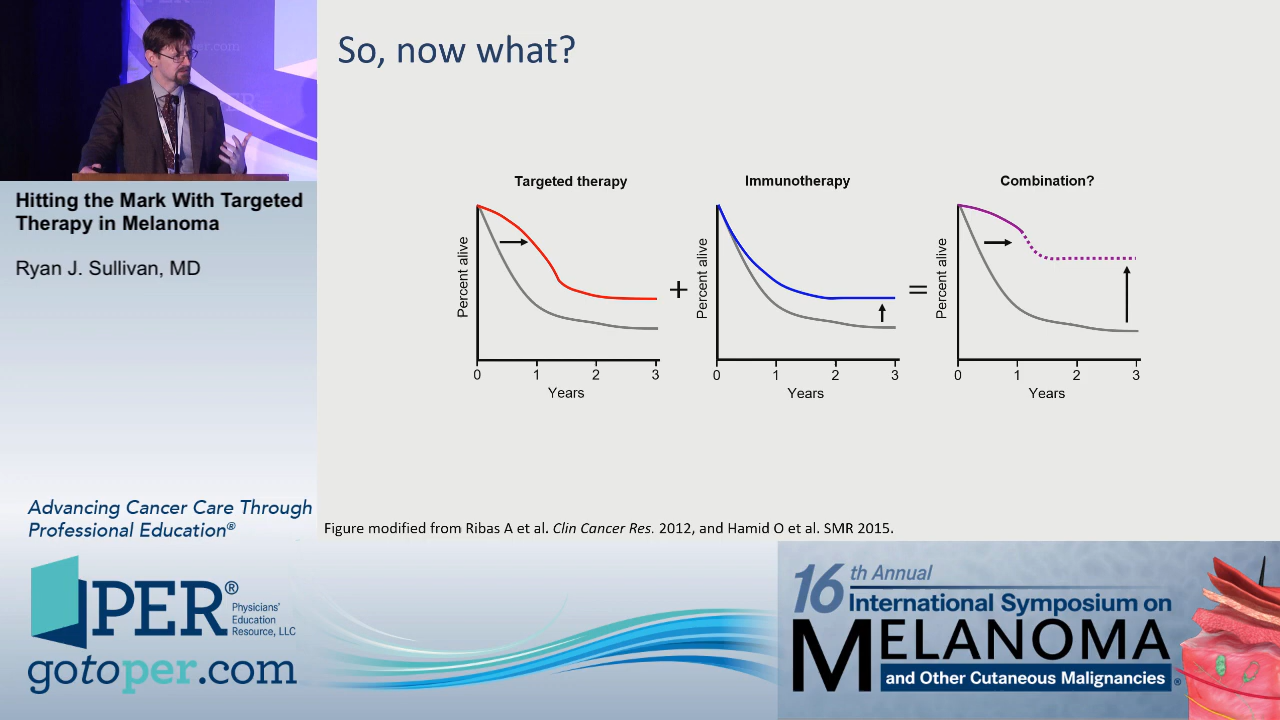 So, now what?
Hitting the Mark With Targeted
Therapy in Melanoma
Ryan J. Sullivan, MD
Targeted therapy
Immunotherapy
Combination?
Percent alive
0 1 2 3
Years
+
Percent alive
0 1 2 3
Years
=
Percent alive
0 1 2 3
Years
Figure modified from Ribas A et al. Clin Cancer Res. 2012, and Hamid O et al. SMR 2015.
Advancing Cancer Care Through
Professional Education®
PER®
Physicians'
Education
Resource, LLC
gotoper.com
16th Annual
International Symposium on
MELANOMA
and Other Cutaneous Malignancies®